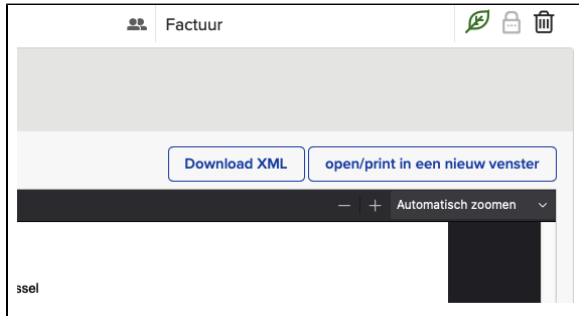 Factuur
Download XML
open/print in een nieuw venster
Automatisch zoomen
ssel